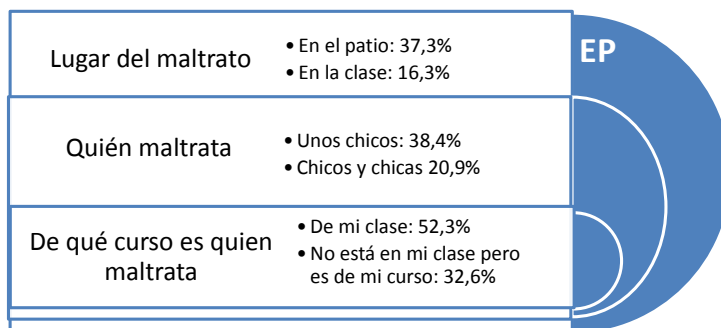 Lugar del maltrato
• En el patio: 37,3%
• En la clase: 16,3%
EP
Quién maltrata
• Unos chicos: 38,4%
• Chicos y chicas 20,9%
De qué curso es quien
maltrata
• De mi clase: 52,3%
• No está en mi clase pero
es de mi curso: 32,6%